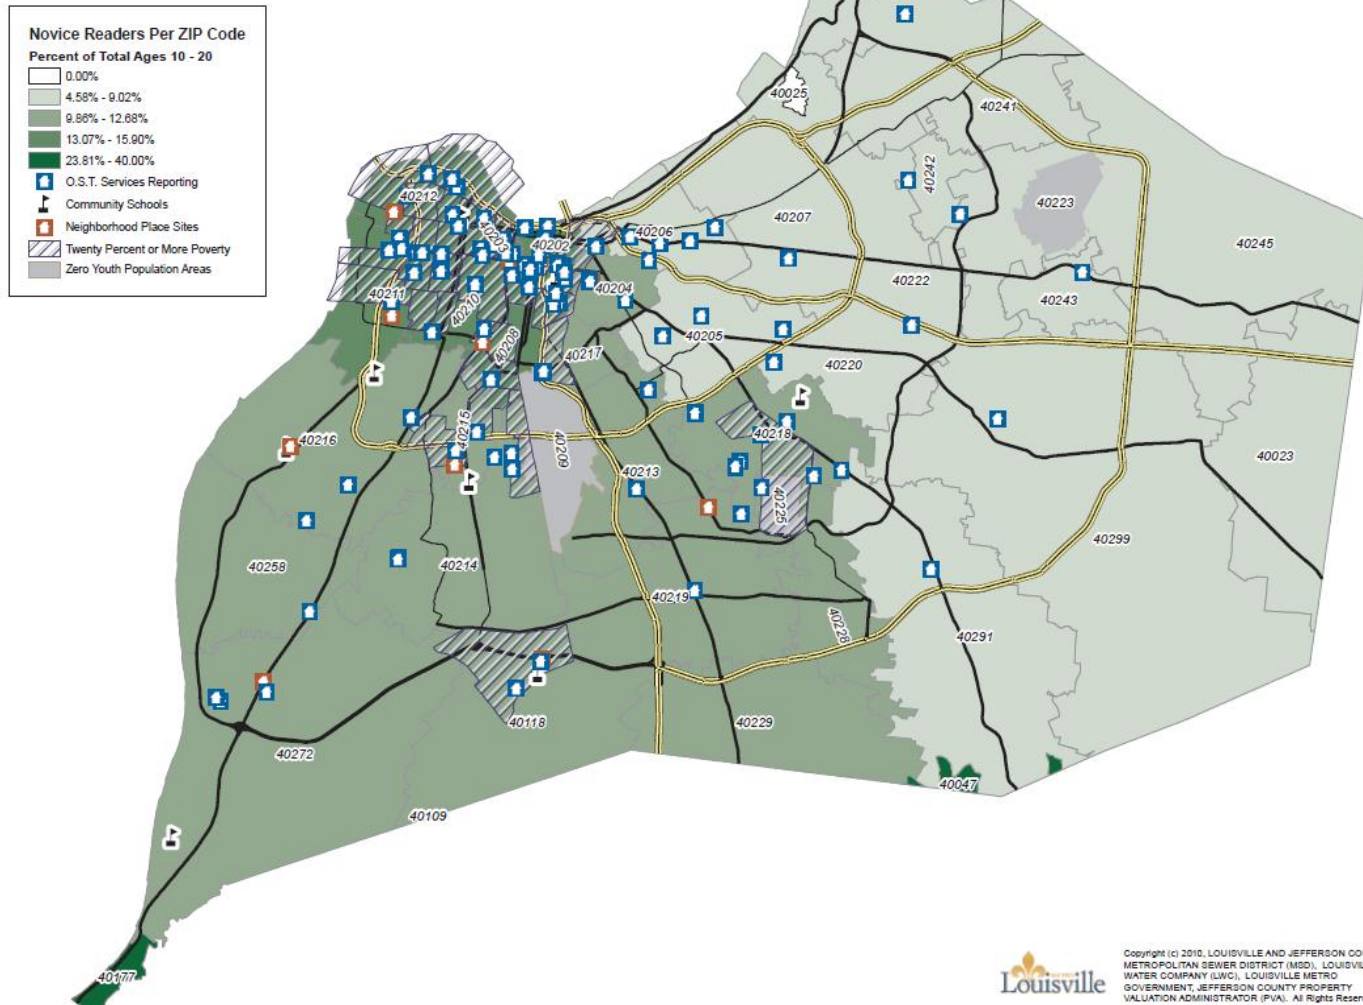 Novice Readers Per ZIP Code
Percent of Total Ages 10 - 20
0.00%
4.58% - 9.02%
9.86% - 12.68%
13.07% - 15.90%
23.81% - 40.00%
O.S.T. Services Reporting
Community Schools
Neighborhood Place Sites
Twenty Percent or More Poverty
Zero Youth Population Areas
40025
40241
40242
40212
40223
40207
40206
40203
40202
40245
40222
40204
40211
40243
40210
40205
40208
40217
40220
40218
40216
40215
40209
40023
40213
40225
40299
40258
40214
40219
40228
40291
40118
40229
40272
40047
40109
40177
Louisville
Copyright (c) 2010, LOUISVILLE AND JEFFERSON CO
METROPOLITAN SEWER DISTRICT (MSD), LOUISVIL
WATER COMPANY (LWC), LOUISVILLE METRO
GOVERNMENT, JEFFERSON COUNTY PROPERTY
VALUATION ADMINISTRATOR (PVA). All Rights Reser